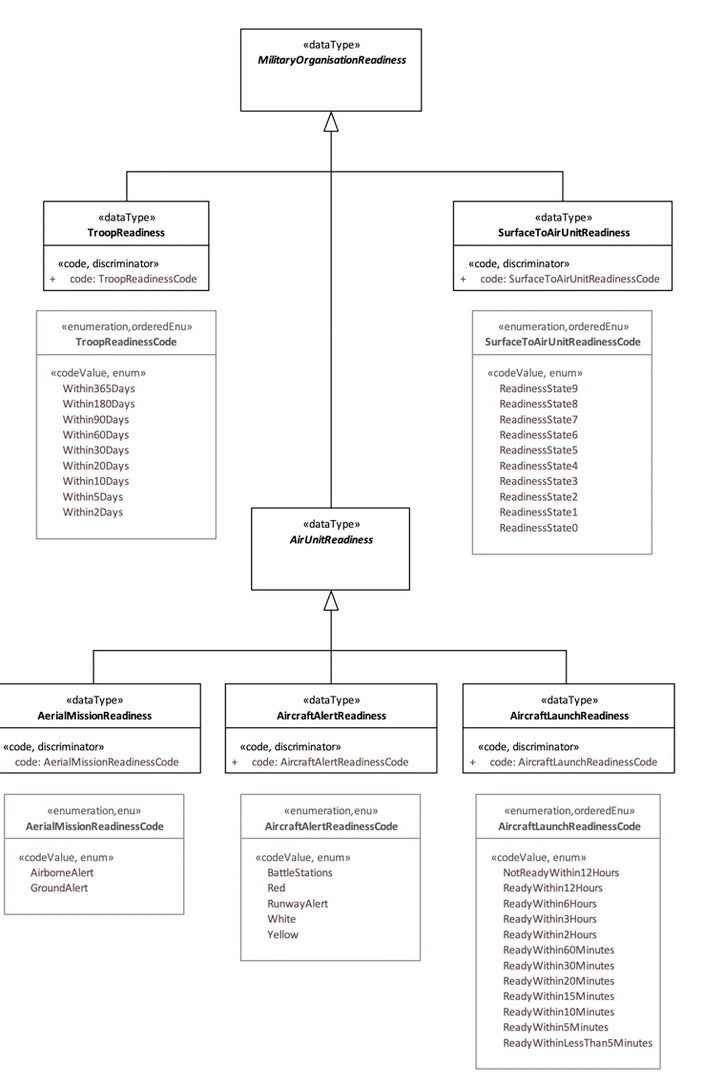 «dataType»
MilitaryOrganisationReadiness
«dataType»
TroopReadiness
«code, discriminator»
+ code: TroopReadinessCode
«dataType»
SurfaceToAirUnitReadiness
«code, discriminator»
+ code: SurfaceToAirUnitReadinessCode
«enumeration,orderedEnu»
TroopReadinessCode
«codeValue, enum»
Within365Days
Within180Days
Within90Days
Within60Days
Within30Days
Within20Days
Within10Days
Within5Days
Within2Days
«enumeration,orderedEnu»
SurfaceToAirUnitReadinessCode
«codeValue, enum»
ReadinessState9
ReadinessState8
ReadinessState7
ReadinessState6
ReadinessState5
ReadinessState4
ReadinessState3
ReadinessState2
ReadinessState1
ReadinessState0
«dataType»
AirUnitReadiness
«dataType»
AerialMissionReadiness
«code, discriminator»
code: AerialMissionReadinessCode
«dataType»
AircraftAlertReadiness
«code, discriminator»
+ code: AircraftAlertReadinessCode
«dataType»
AircraftLaunchReadiness
«code, discriminator»
+ code: AircraftLaunchReadinessCode
«enumeration,enu»
AerialMissionReadinessCode
«codeValue, enum»
AirborneAlert
GroundAlert
«enumeration,enu»
AircraftAlertReadinessCode
«codeValue, enum»
BattleStations
Red
RunwayAlert
White
Yellow
«enumeration,orderedEnu»
AircraftLaunchReadinessCode
«codeValue, enum»
NotReadyWithin12Hours
ReadyWithin12Hours
ReadyWithin6Hours
ReadyWithin3Hours
ReadyWithin2Hours
ReadyWithin60Minutes
ReadyWithin30Minutes
ReadyWithin20Minutes
ReadyWithin15Minutes
ReadyWithin10Minutes
ReadyWithin5Minutes
ReadyWithinLessThan5Minutes